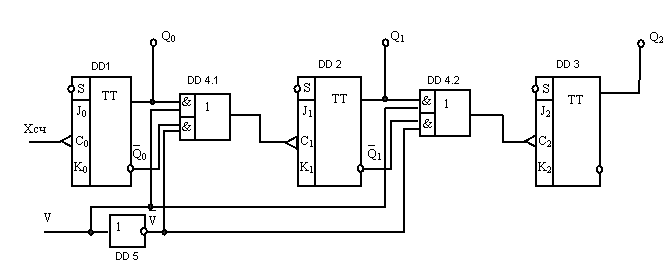 Q0 Q1 Q2
DD1 DD 4.1 DD 2 DD 4.2 DD 3
S TT & 1 S TT & 1 S TT
J0 & J1 & J2
Xсч C0 Q̅0 C1 Q̅1 C2
K0 K1 K2
V 1 V̅
DD 5